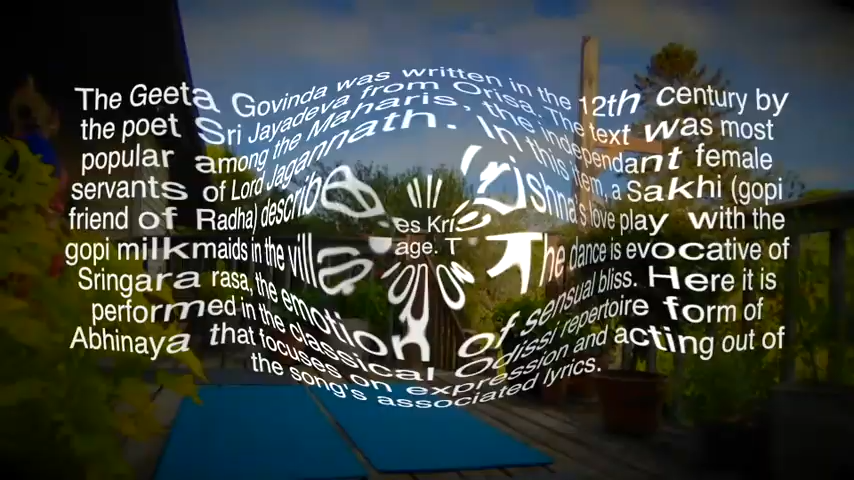 The Geeta Govinda was written in the 12th century by
the poet Sri Jayadeva from Orisa. The text was most
popular among the Maharis, the independant female
servants of Lord Jagannath. In this item, a Sakhi (gopi
friend of Radha) describes Krishna's love play with the
gopi milkmaids in the village. The dance is evocative of
Sringara rasa, the emotion of sensual bliss. Here it is
performed in the classical Odissi repertoire form of
Abhinaya that focuses on expression and acting out of
the song's associated lyrics.